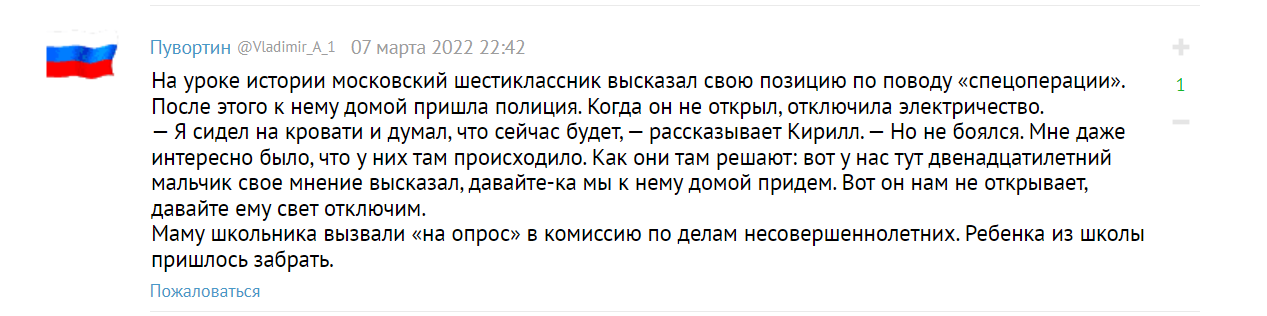 Пувортин @Vladimir_A_1 07 марта 2022 22:42
На уроке истории московский шестиклассник высказал свою позицию по поводу «спецоперации».
После этого к нему домой пришла полиция. Когда он не открыл, отключила электричество.
— Я сидел на кровати и думал, что сейчас будет, — рассказывает Кирилл. — Но не боялся. Мне даже
интересно было, что у них там происходило. Как они там решают: вот у нас тут двенадцатилетний
мальчик свое мнение высказал, давайте-ка мы к нему домой придем. Вот он нам не открывает,
давайте ему свет отключим.
Маму школьника вызвали «на опрос» в комиссию по делам несовершеннолетних. Ребенка из школы
пришлось забрать.
Пожаловаться
+
1
−